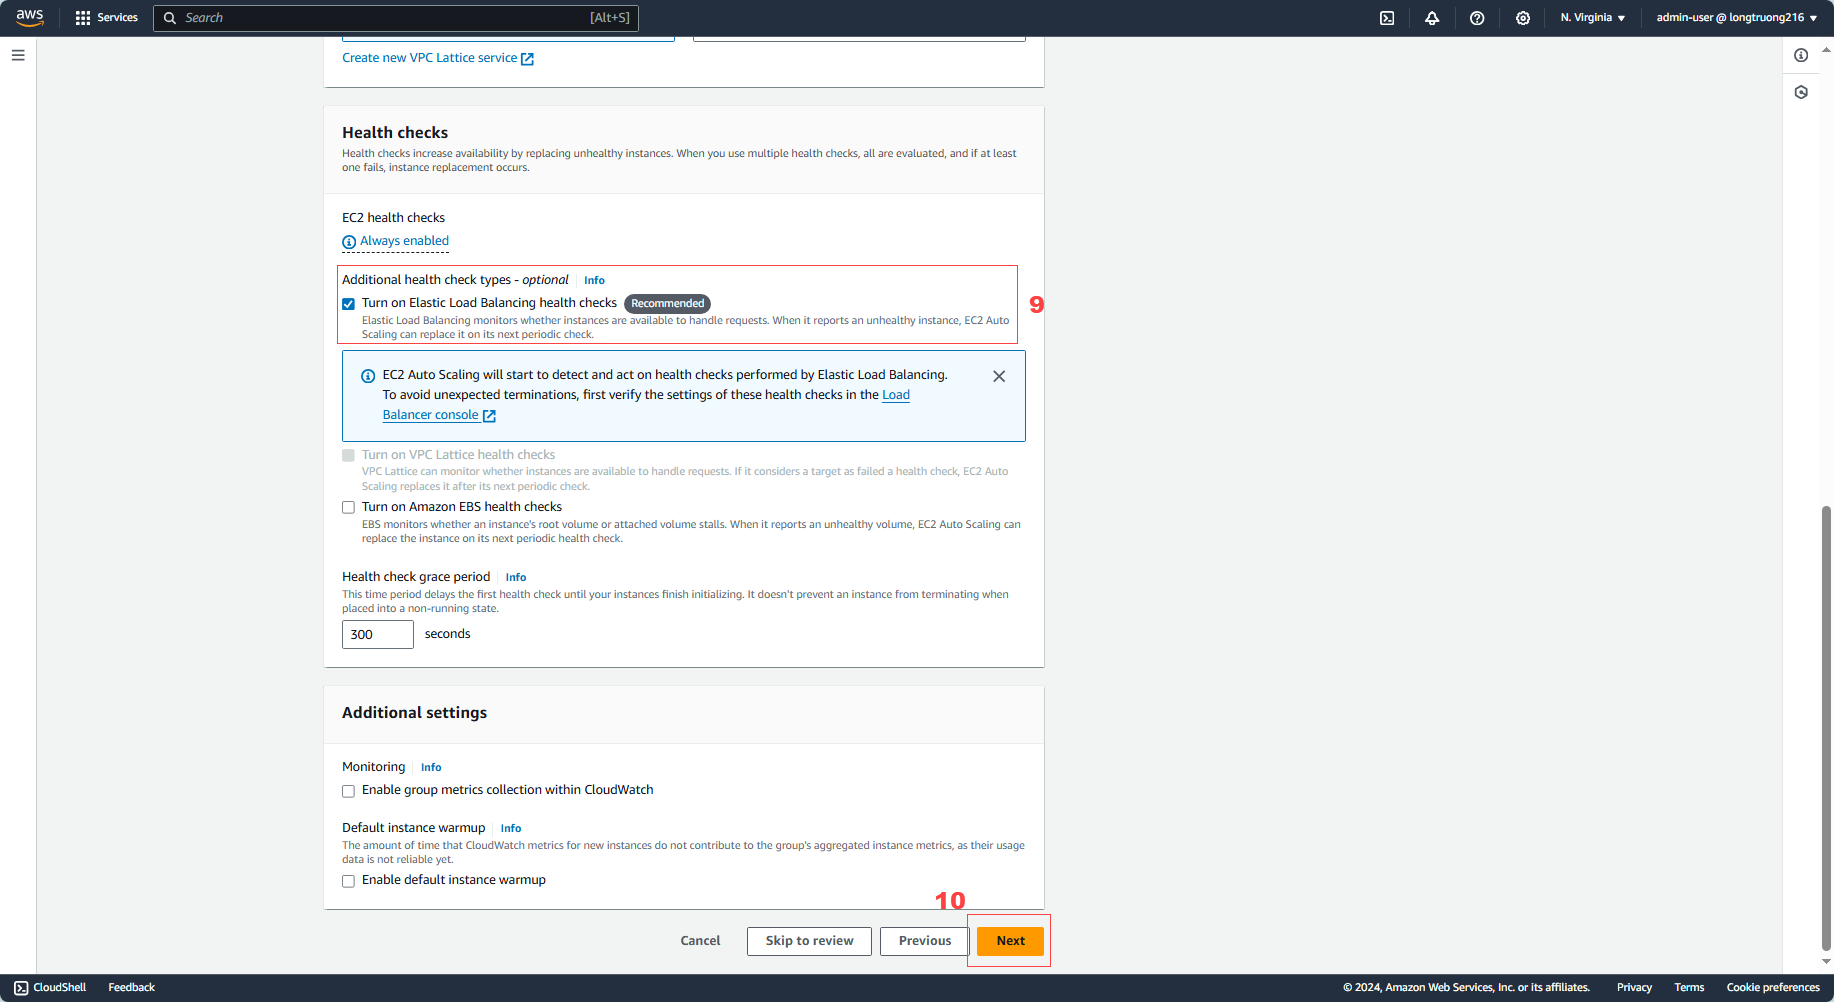 aws
Services
Search
[Alt+S]
N. Virginia
admin-user @ longtruong216
Create new VPC Lattice service
Health checks
Health checks increase availability by replacing unhealthy instances. When you use multiple health checks, all are evaluated, and if at least
one fails, instance replacement occurs.
EC2 health checks
Always enabled
Additional health check types - optional
Info
Turn on Elastic Load Balancing health checks
Recommended
Elastic Load Balancing monitors whether instances are available to handle requests. When it reports an unhealthy instance, EC2 Auto
Scaling can replace it on its next periodic check.
9
EC2 Auto Scaling will start to detect and act on health checks performed by Elastic Load Balancing.
To avoid unexpected terminations, first verify the settings of these health checks in the Load
Balancer console
Turn on VPC Lattice health checks
VPC Lattice can monitor whether instances are available to handle requests. If it considers a target as failed a health check, EC2 Auto
Scaling replaces it after its next periodic check.
Turn on Amazon EBS health checks
EBS monitors whether an instance's root volume or attached volume stalls. When it reports an unhealthy volume, EC2 Auto Scaling can
replace the instance on its next periodic health check.
Health check grace period
Info
This time period delays the first health check until your instances finish initializing. It doesn't prevent an instance from terminating when
placed into a non-running state.
300
seconds
Additional settings
Monitoring
Info
Enable group metrics collection within CloudWatch
Default instance warmup
Info
The amount of time that CloudWatch metrics for new instances do not contribute to the group's aggregated instance metrics, as their usage
data is not reliable yet.
Enable default instance warmup
10
Cancel
Skip to review
Previous
Next
CloudShell
Feedback
© 2024, Amazon Web Services, Inc. or its affiliates.
Privacy
Terms
Cookie preferences